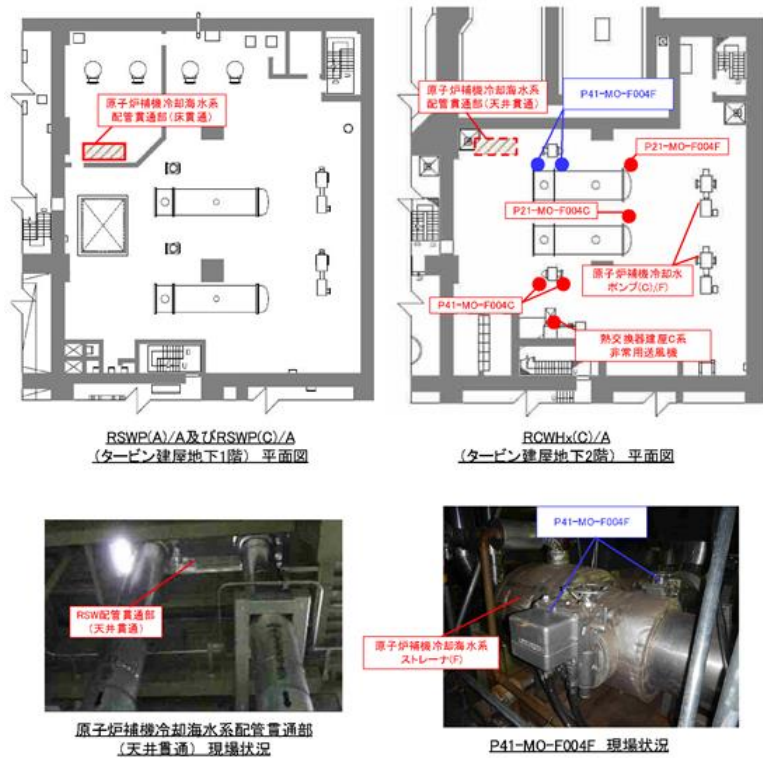 原子炉補機冷却海水系
配管貫通部(床貫通)
RSWP(A)/A及びRSWP(C)/A
(タービン建屋地下1階) 平面図
原子炉補機冷却海水系
配管貫通部(天井貫通)
P41-MO-F004F
P21-MO-F004F
P21-MO-F004C
原子炉補機冷却水
ポンプ(C),(F)
P41-MO-F004C
熱交換器建屋C系
非常用送風機
RCWHx(C)/A
(タービン建屋地下2階) 平面図
RSW配管貫通部
(天井貫通)
原子炉補機冷却海水系配管貫通部
(天井貫通) 現場状況
P41-MO-F004F
原子炉補機冷却海水系
ストレーナ(F)
P41-MO-F004F 現場状況